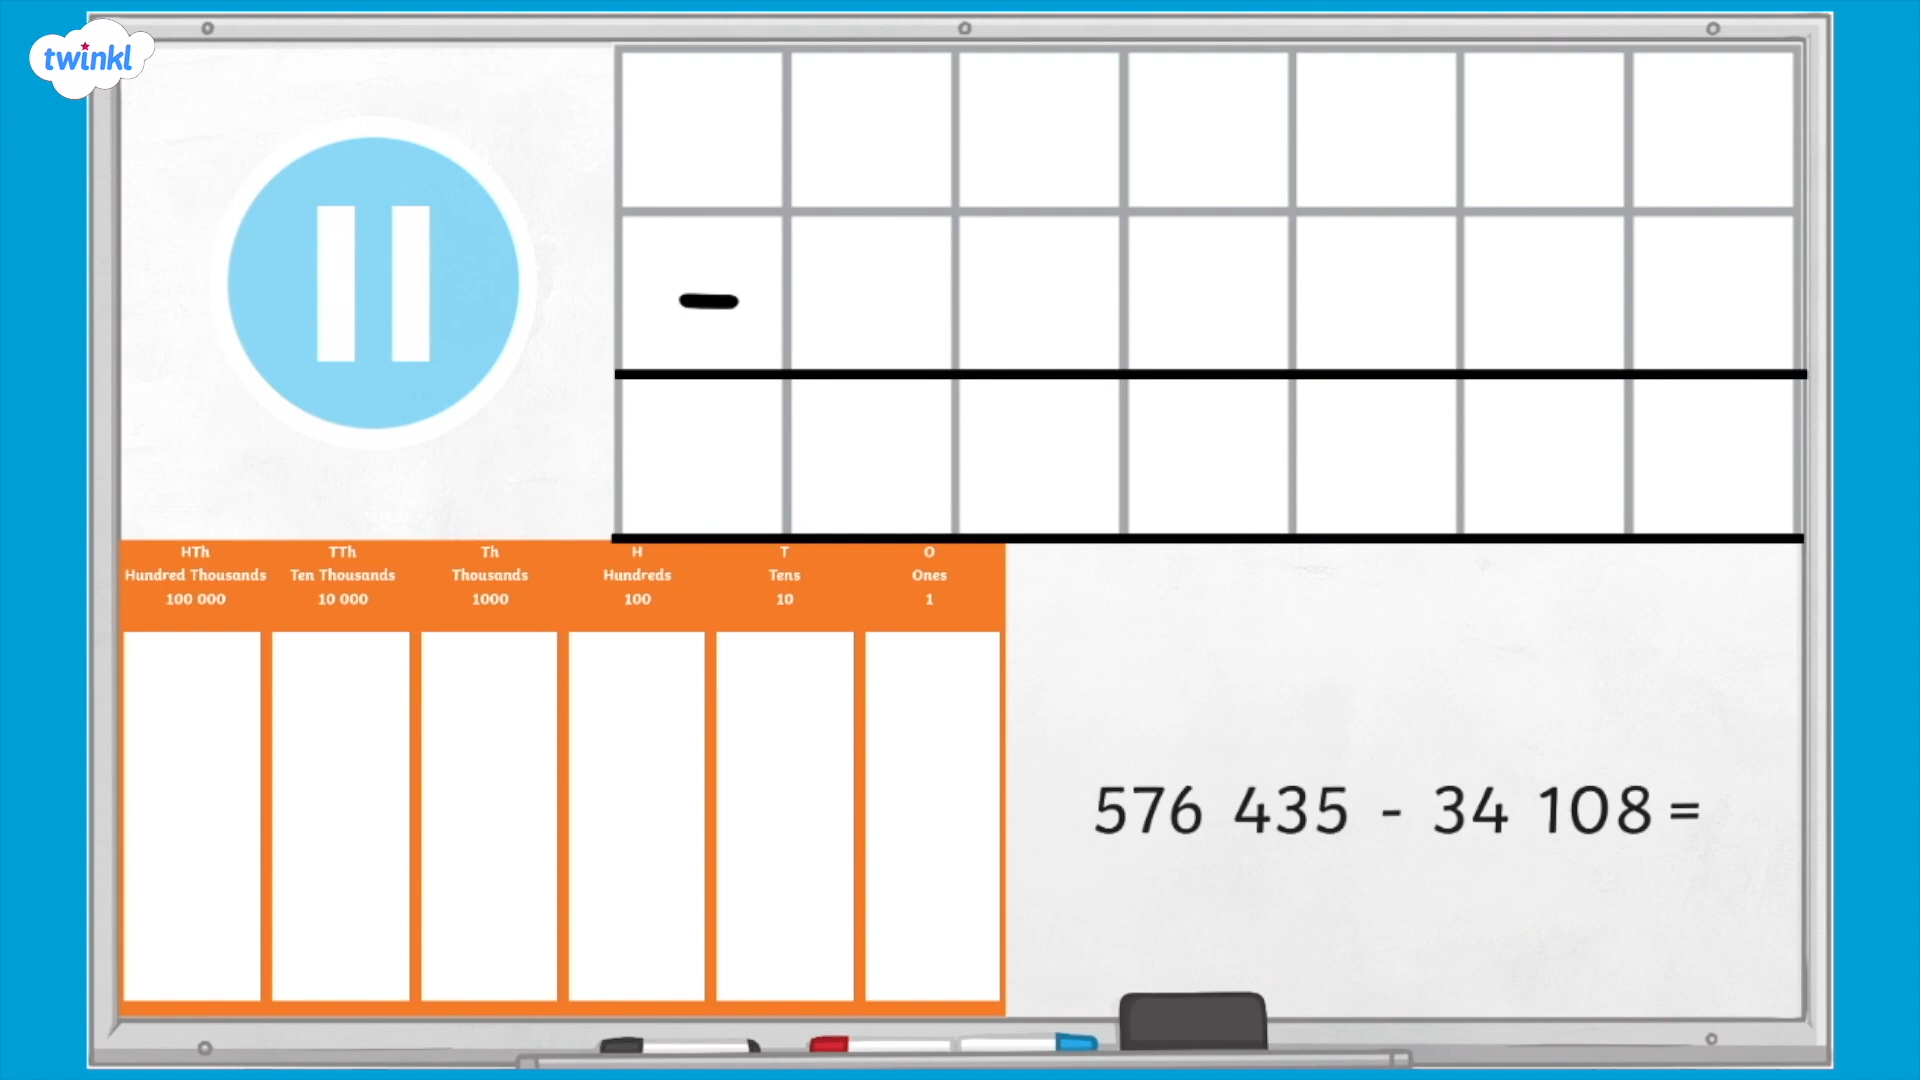 twinkl
-
HTh TTh Th H T O
Hundred Thousands Ten Thousands Thousands Hundreds Tens Ones
100 000 10 000 1000 100 10 1
576 435 - 34 108 =